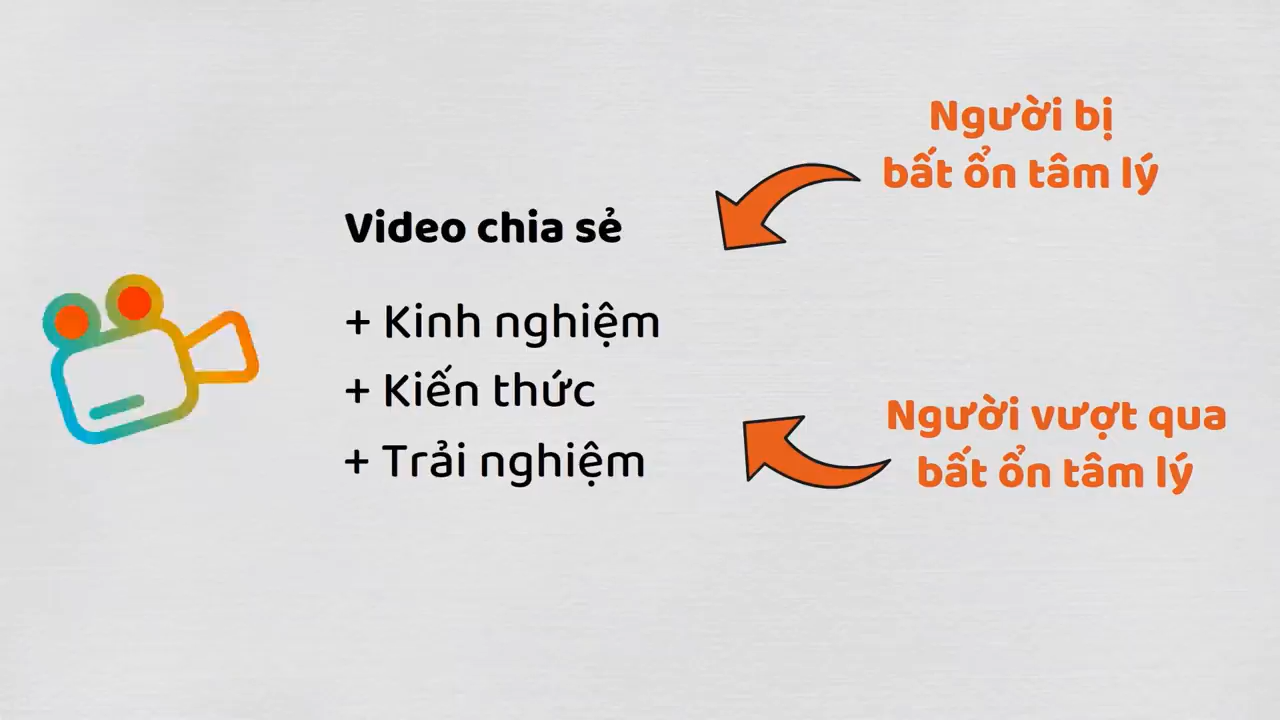 Video chia sẻ
+ Kinh nghiệm
+ Kiến thức
+ Trải nghiệm
Người bị
bất ổn tâm lý
Người vượt qua
bất ổn tâm lý